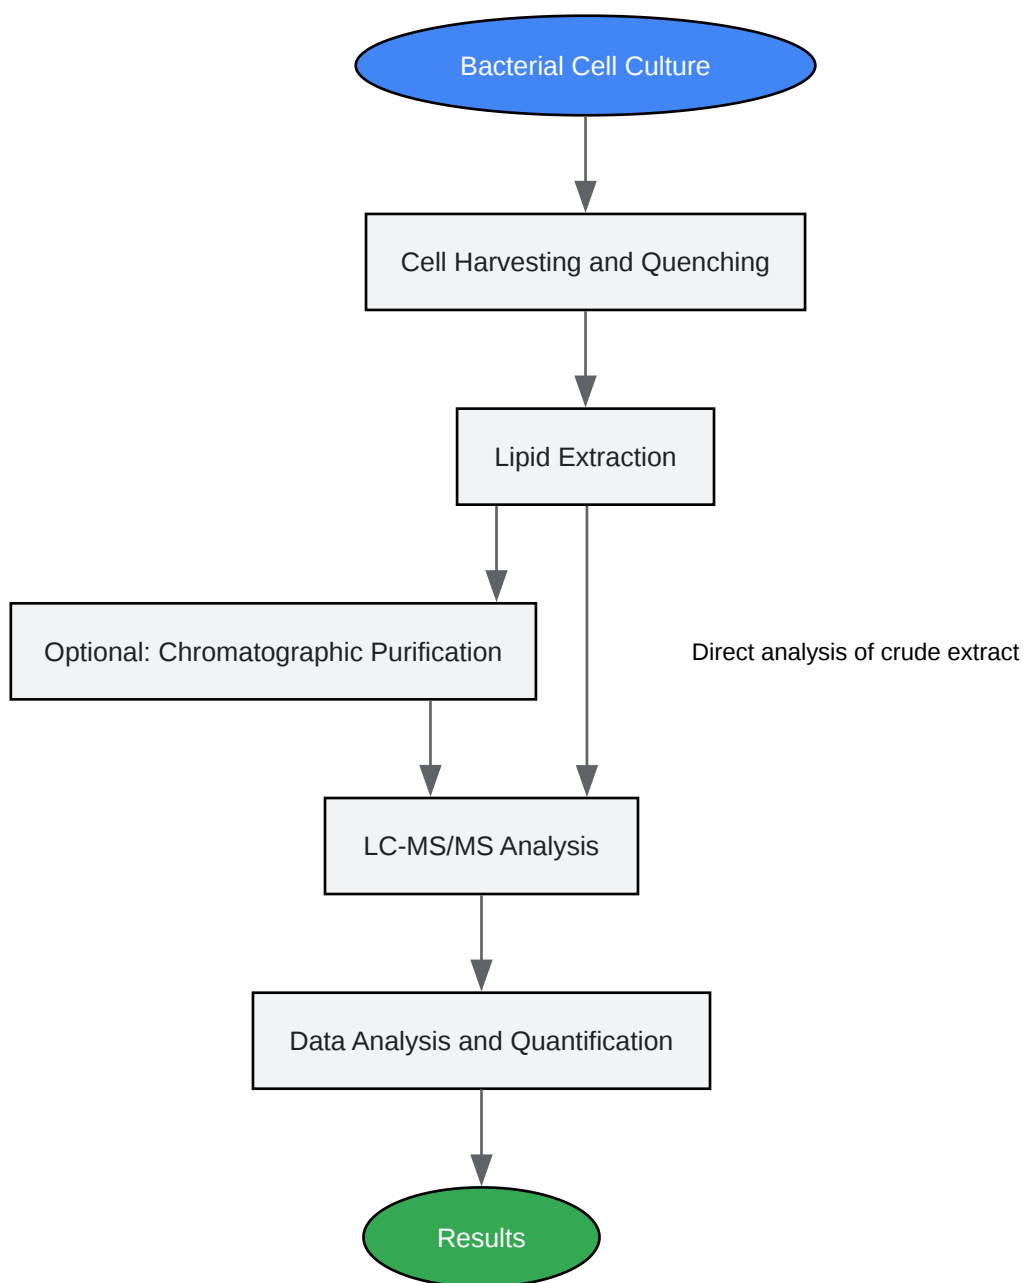 Bacterial Cell Culture
Cell Harvesting and Quenching
Lipid Extraction
Optional: Chromatographic Purification
Direct analysis of crude extract
LC-MS/MS Analysis
Data Analysis and Quantification
Results